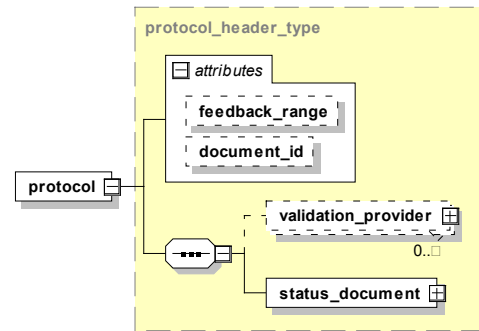 protocol_header_type
attributes
feedback_range
document_id
protocol
validation_provider
0..□
status_document